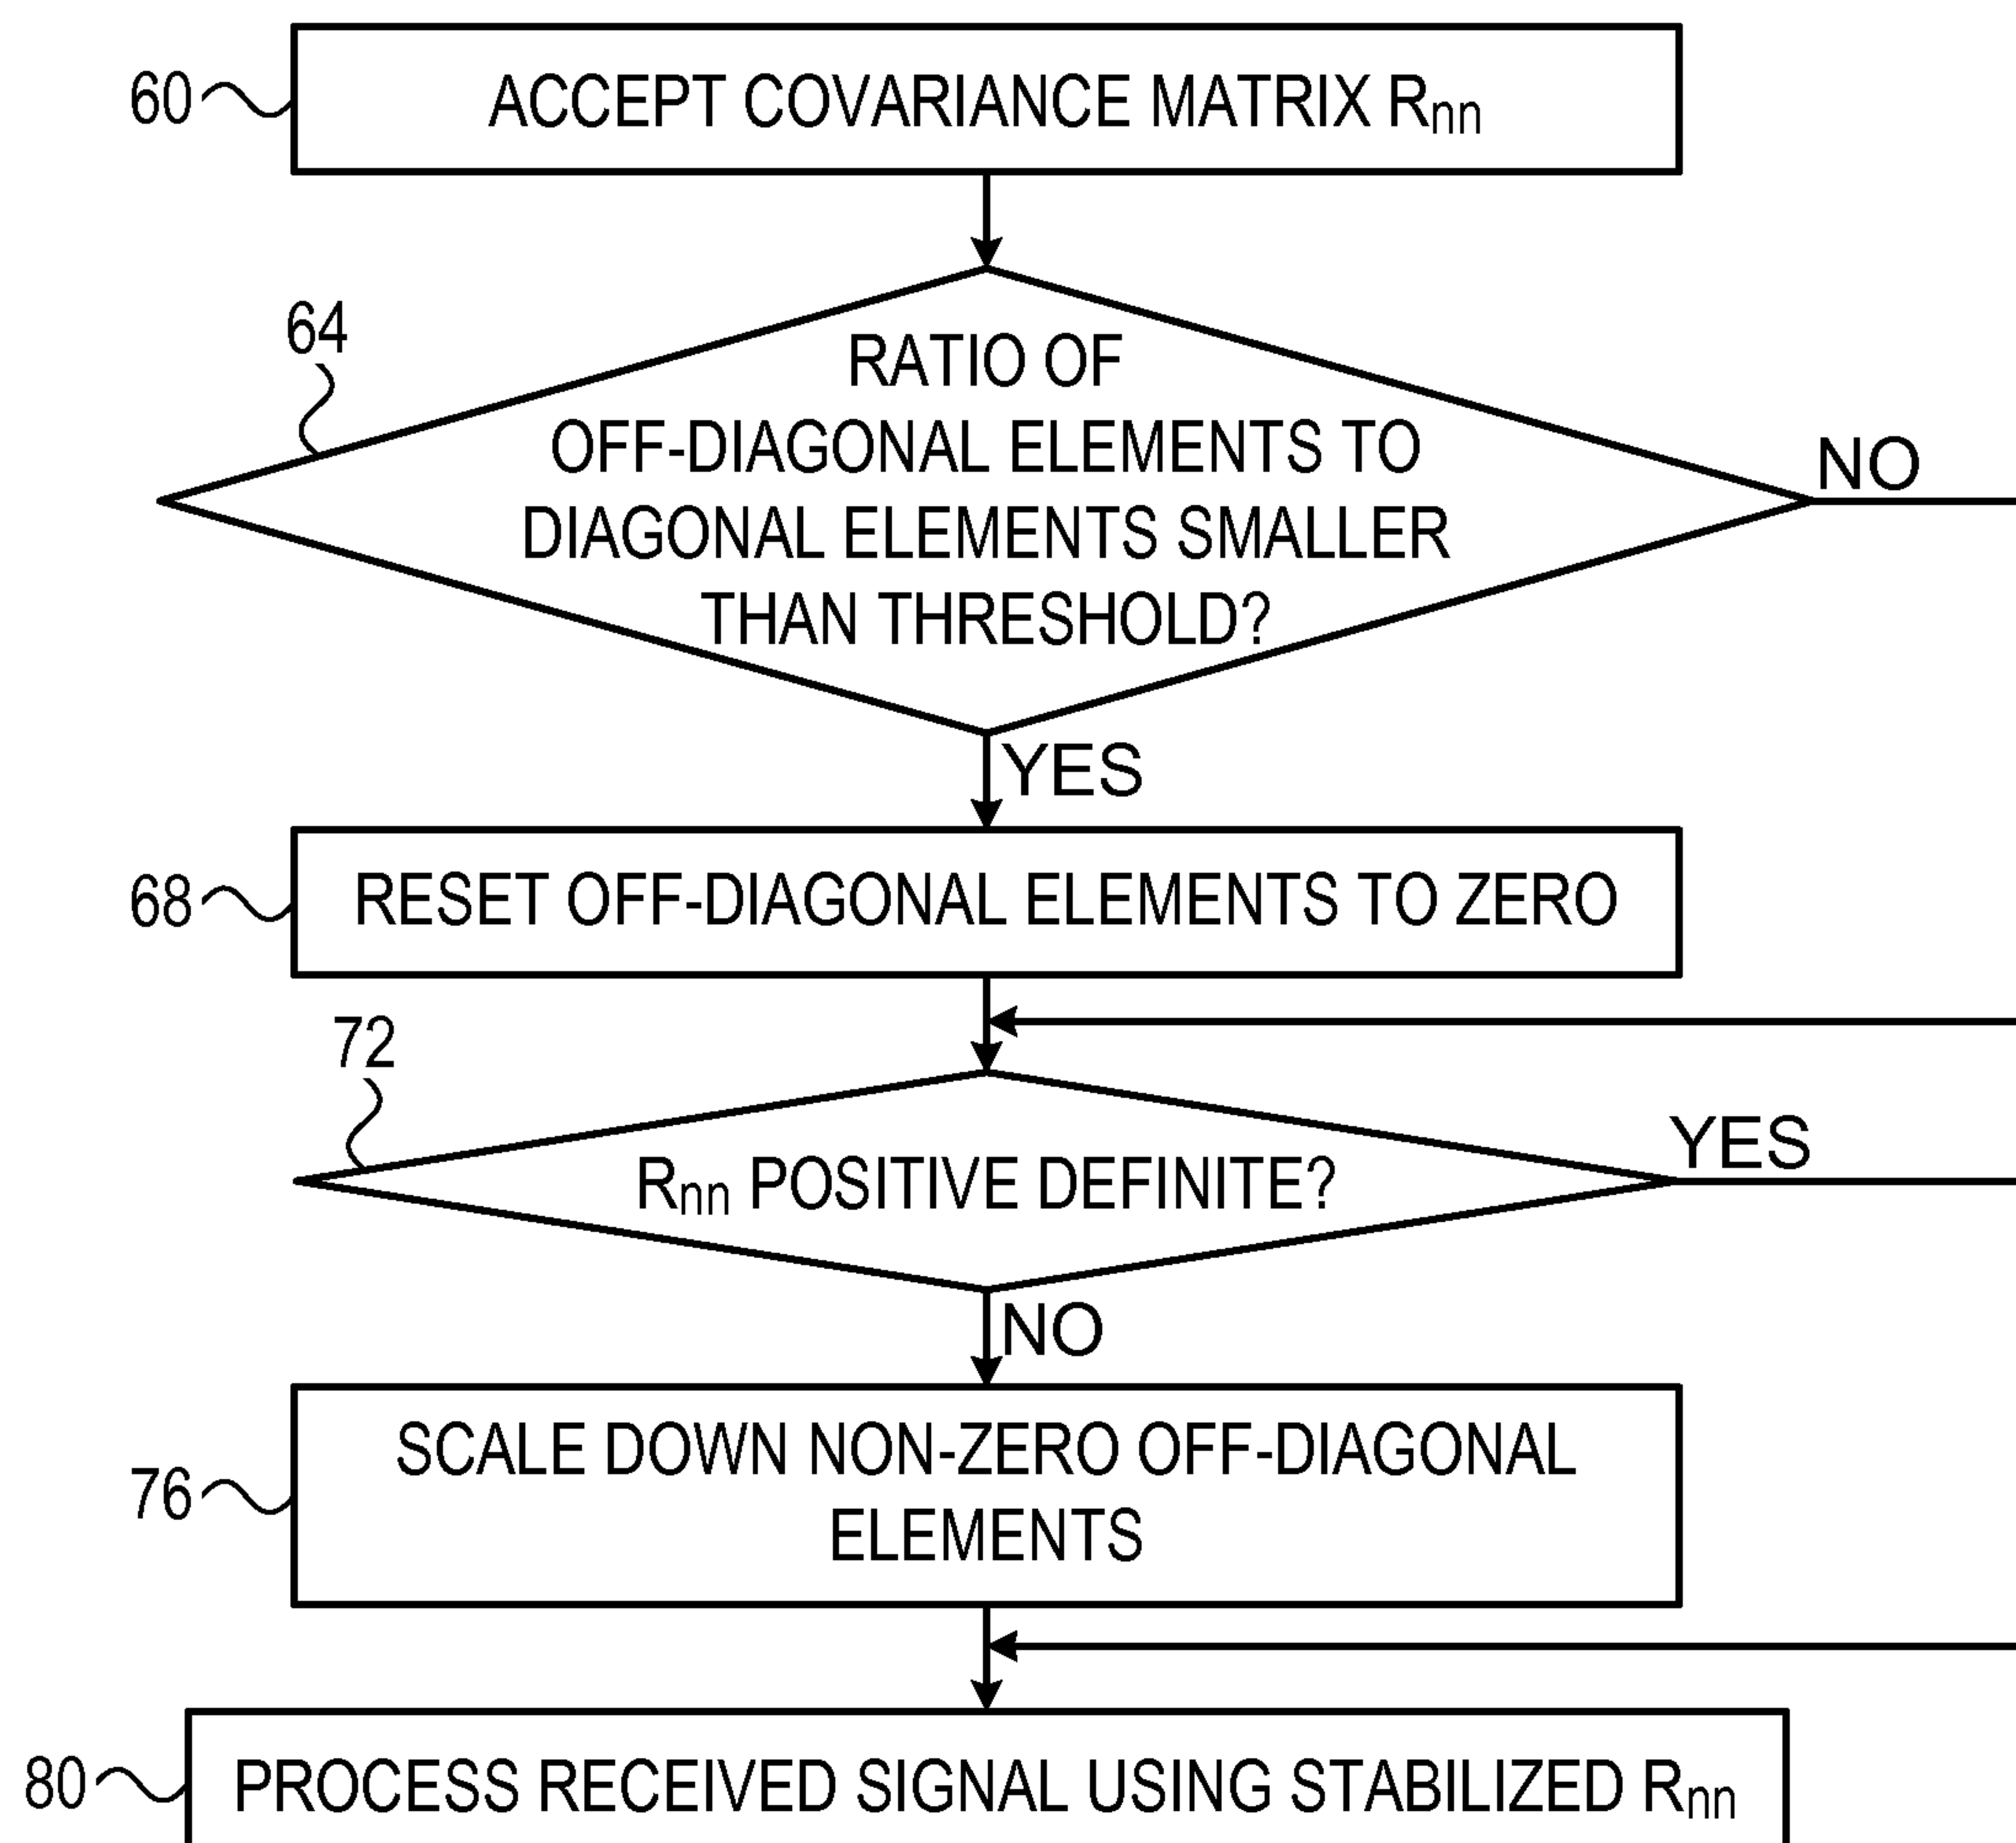 60
ACCEPT COVARIANCE MATRIX Rnn
64
RATIO OF
OFF-DIAGONAL ELEMENTS TO
DIAGONAL ELEMENTS SMALLER
THAN THRESHOLD?
NO
YES
68
RESET OFF-DIAGONAL ELEMENTS TO ZERO
72
Rnn POSITIVE DEFINITE?
YES
NO
76
SCALE DOWN NON-ZERO OFF-DIAGONAL
ELEMENTS
80
PROCESS RECEIVED SIGNAL USING STABILIZED Rnn